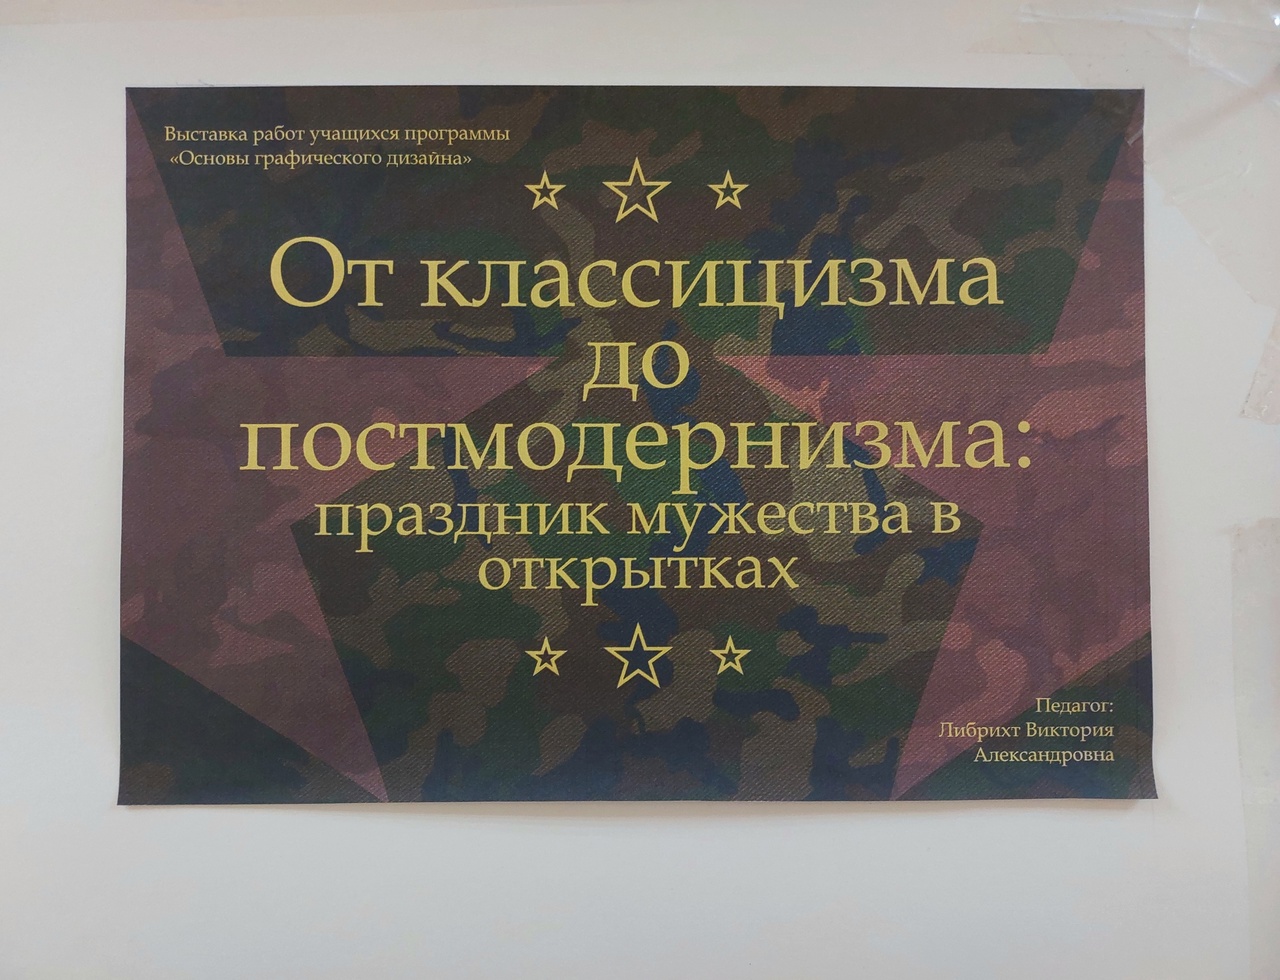 Выставка работ учащихся программы
«Основы графического дизайна»
От классицизма
до
постмодернизма:
праздник мужества в
открытках
Педагог:
Либрихт Виктория
Александровна